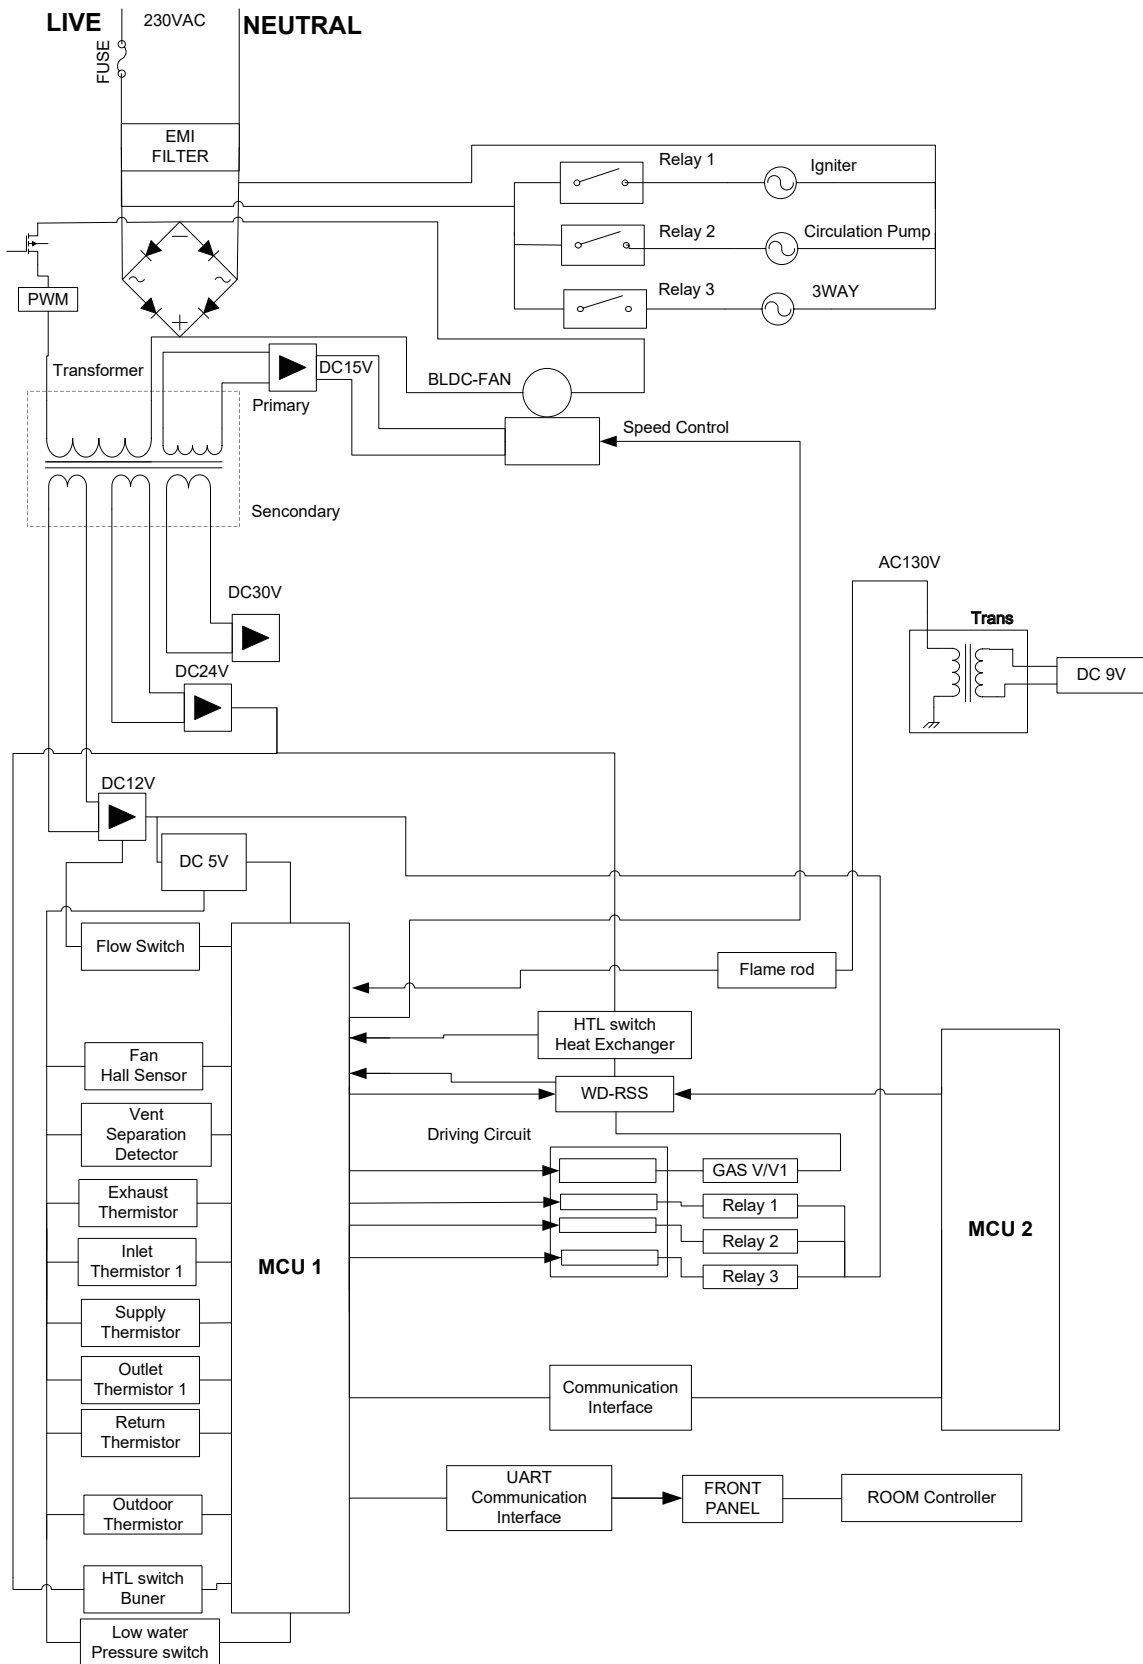 LIVE
230VAC
NEUTRAL
FUSE
EMI
FILTER
Relay 1
Igniter
Relay 2
Circulation Pump
Relay 3
3WAY
PWM
Transformer
DC15V
Primary
BLDC-FAN
Speed Control
Sencondary
AC130V
DC30V
Trans
DC 9V
DC24V
DC12V
DC 5V
Flow Switch
Flame rod
HTL switch
Heat Exchanger
Fan
Hall Sensor
WD-RSS
Vent
Separation
Detector
Driving Circuit
GAS V/V1
Exhaust
Thermistor
Relay 1
Relay 2
Relay 3
MCU 2
Inlet
Thermistor 1
MCU 1
Supply
Thermistor
Outlet
Thermistor 1
Communication
Interface
Return
Thermistor
UART
Communication
Interface
FRONT
PANEL
ROOM Controller
Outdoor
Thermistor
HTL switch
Buner
Low water
Pressure switch